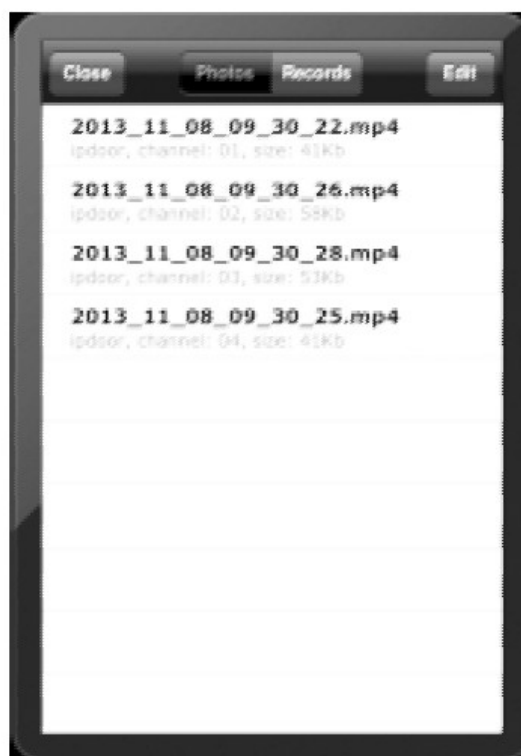 Close Photos Records Edit
2013_11_08_09_30_22.mp4
ipdoor, channel: 01, size: 41Kb
2013_11_08_09_30_26.mp4
ipdoor, channel: 02, size: 58Kb
2013_11_08_09_30_28.mp4
ipdoor, channel: 03, size: 53Kb
2013_11_08_09_30_25.mp4
ipdoor, channel: 04, size: 41Kb